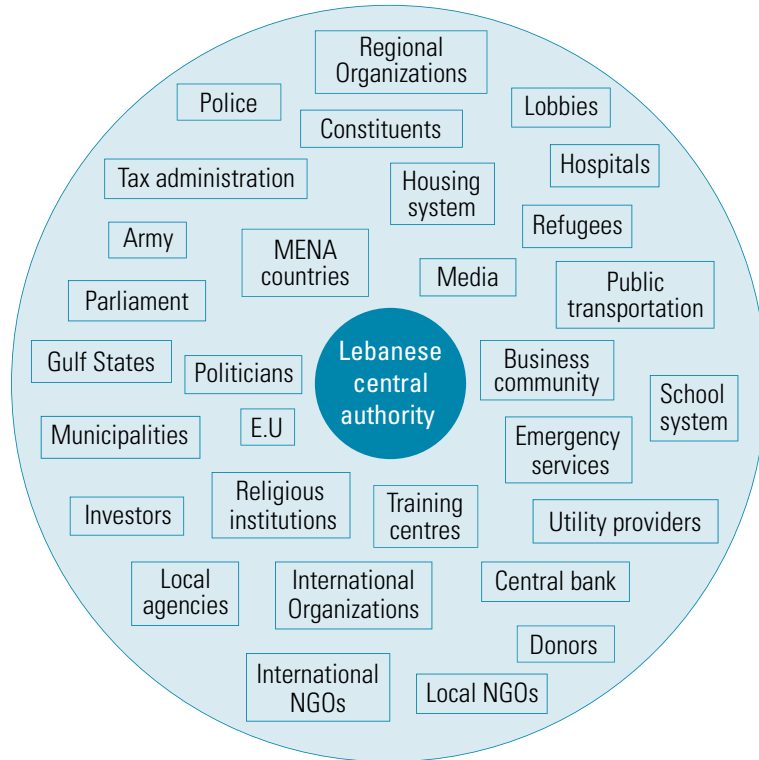 Regional
Organizations
Police
Lobbies
Constituents
Hospitals
Tax administration
Housing
system
Refugees
Army
MENA
countries
Media
Public
transportation
Parliament
Gulf States
Politicians
Lebanese
central
authority
Business
community
School
system
Municipalities
E.U
Emergency
services
Investors
Religious
institutions
Training
centres
Utility providers
Local
agencies
International
Organizations
Central bank
Donors
International
NGOs
Local NGOs